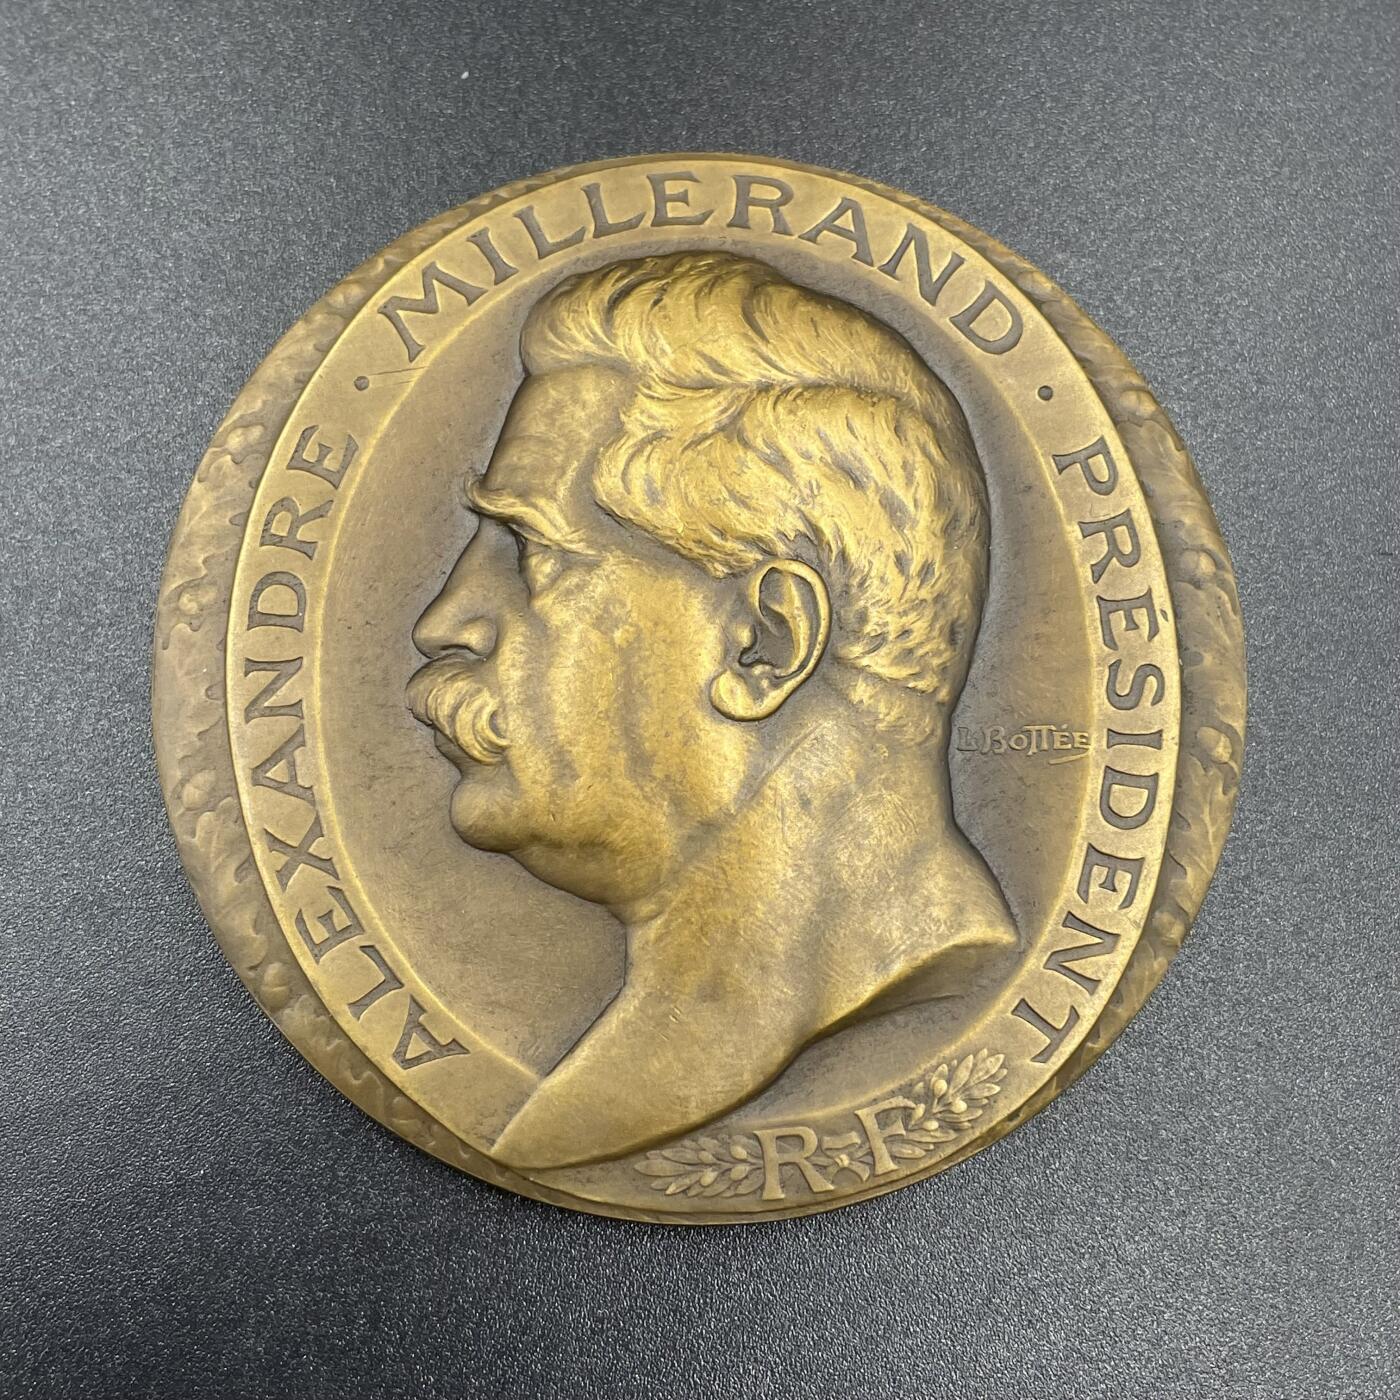 ALEXANDRE · MILLERAND · PRÉSIDENT
L. BOTTÉE
R F